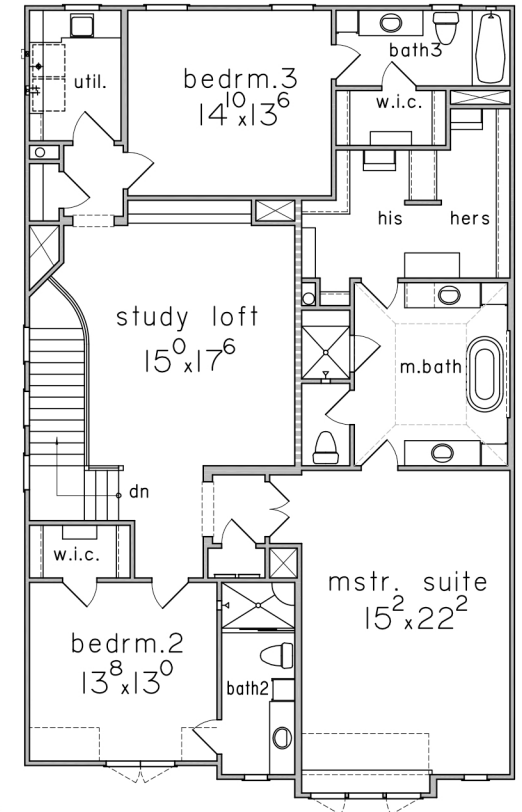 bath3
util.
bedrm.3
14¹⁰x13⁶
w.i.c.
his hers
study loft
15⁰x17⁶
m.bath
dn
w.i.c.
mstr. suite
15²x22²
bedrm.2
13⁸x13⁰
bath2